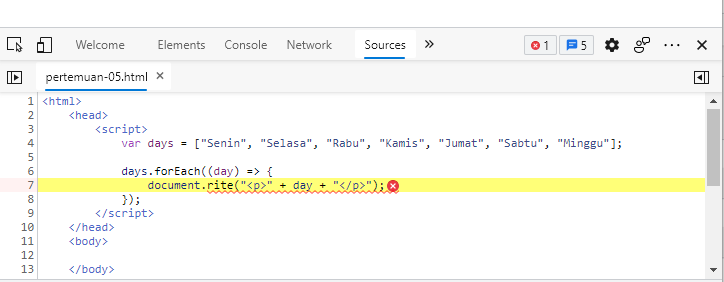 Welcome Elements Console Network Sources » 1 5
pertemuan-05.html
1 <html>
2 <head>
3 <script>
4 var days = ["Senin", "Selasa", "Rabu", "Kamis", "Jumat", "Sabtu", "Minggu"];
5
6 days.forEach((day) => {
7 document.rite("<p>" + day + "</p>");
8 });
9 </script>
10 </head>
11 <body>
12
13 </body>